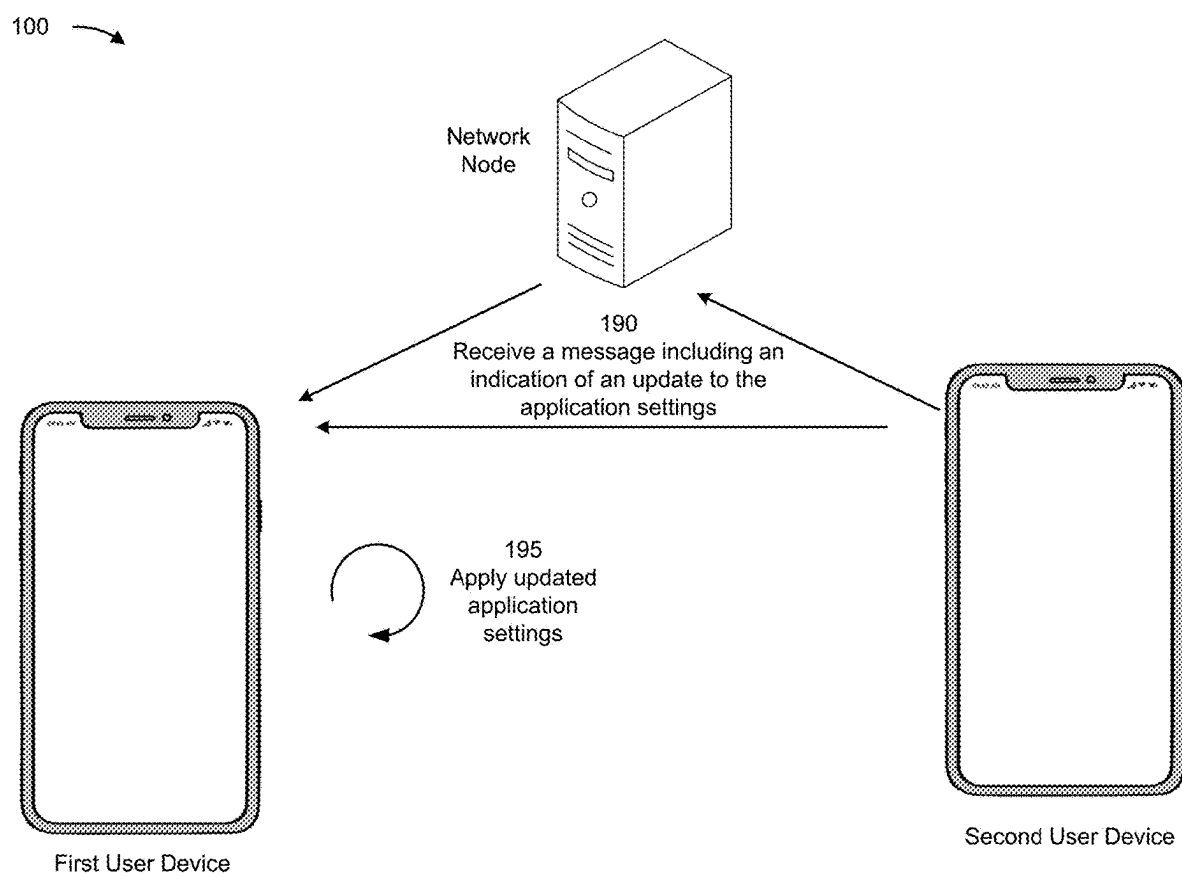 100
Network
Node
190
Receive a message including an
indication of an update to the
application settings
195
Apply updated
application
settings
First User Device
Second User Device